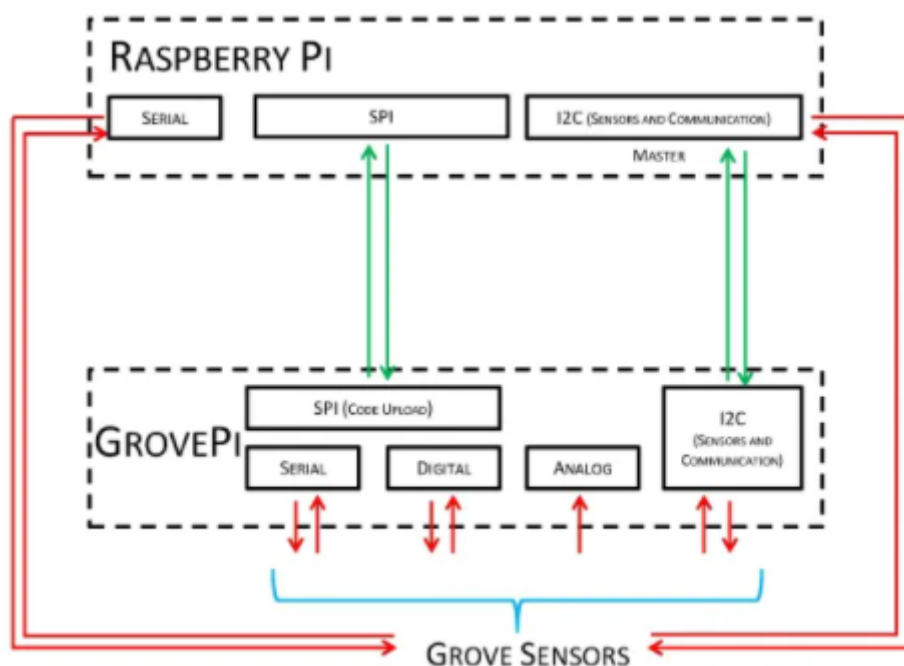 RASPBERRY PI
SERIAL
SPI
I2C (SENSORS AND COMMUNICATION)
MASTER
SPI (CODE UPLOAD)
I2C
(SENSORS AND
COMMUNICATION)
GROVEPI
SERIAL
DIGITAL
ANALOG
GROVE SENSORS